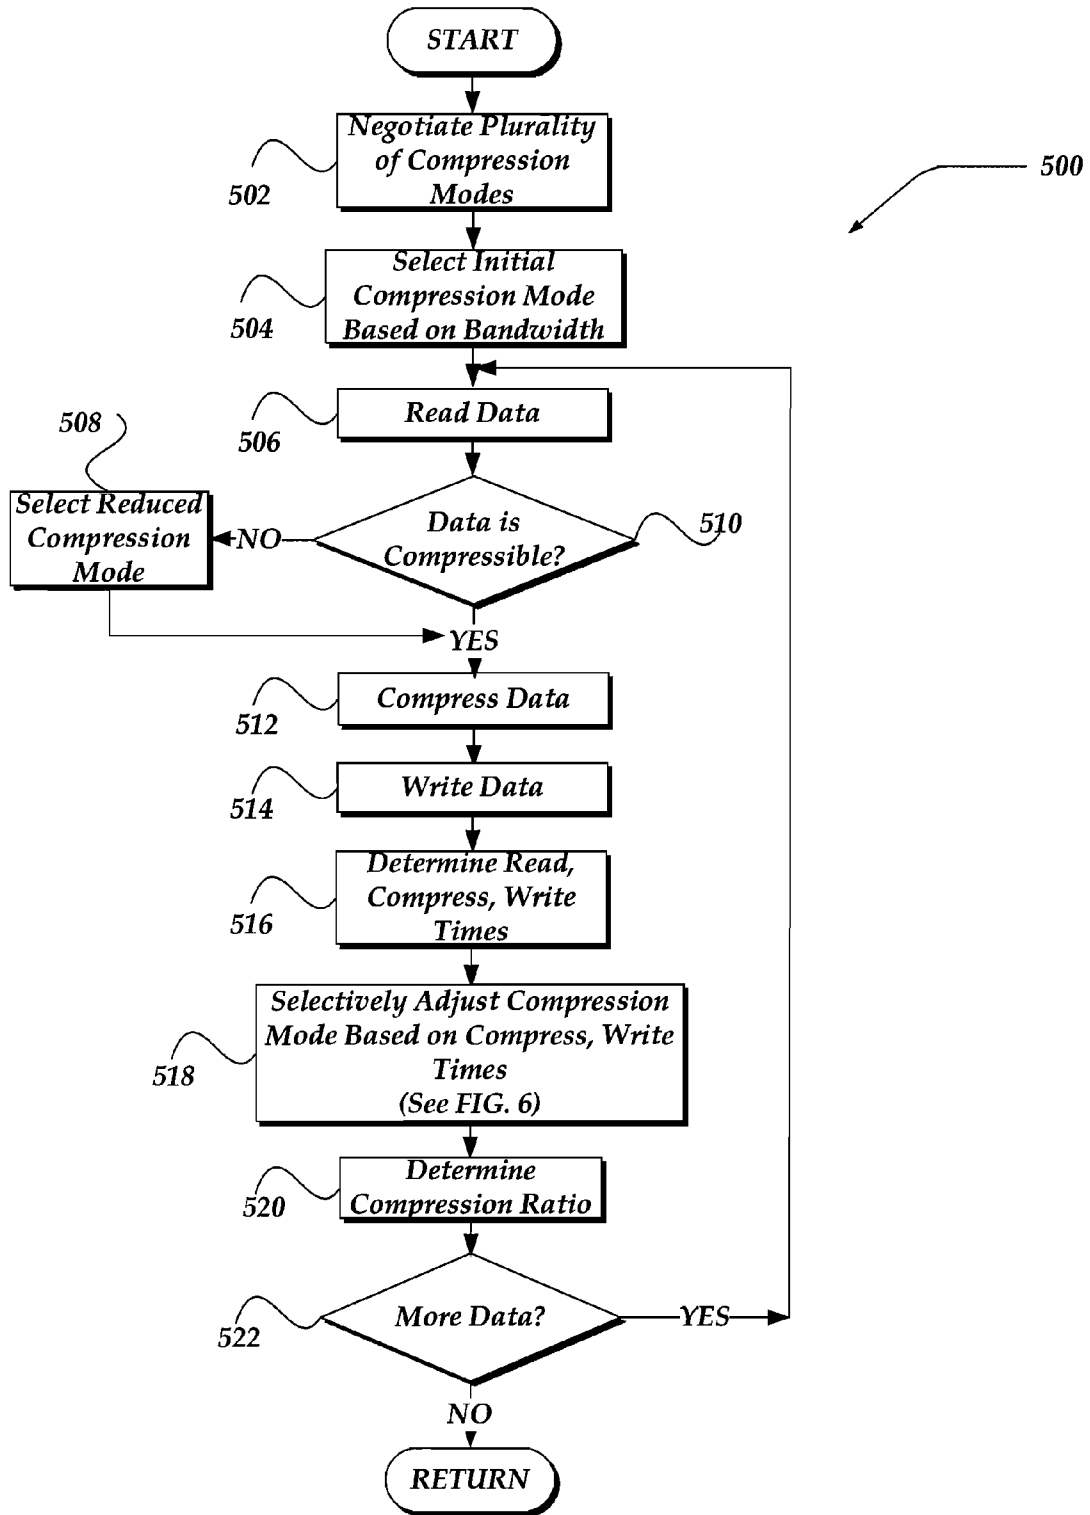 START
Negotiate Plurality
of Compression
Modes
502
500
Select Initial
Compression Mode
Based on Bandwidth
504
Read Data
506
508
Select Reduced
Compression
Mode
NO
Data is
Compressible?
510
YES
Compress Data
512
Write Data
514
Determine Read,
Compress, Write
Times
516
Selectively Adjust Compression
Mode Based on Compress, Write
Times
(See FIG. 6)
518
Determine
Compression Ratio
520
More Data?
YES
522
NO
RETURN